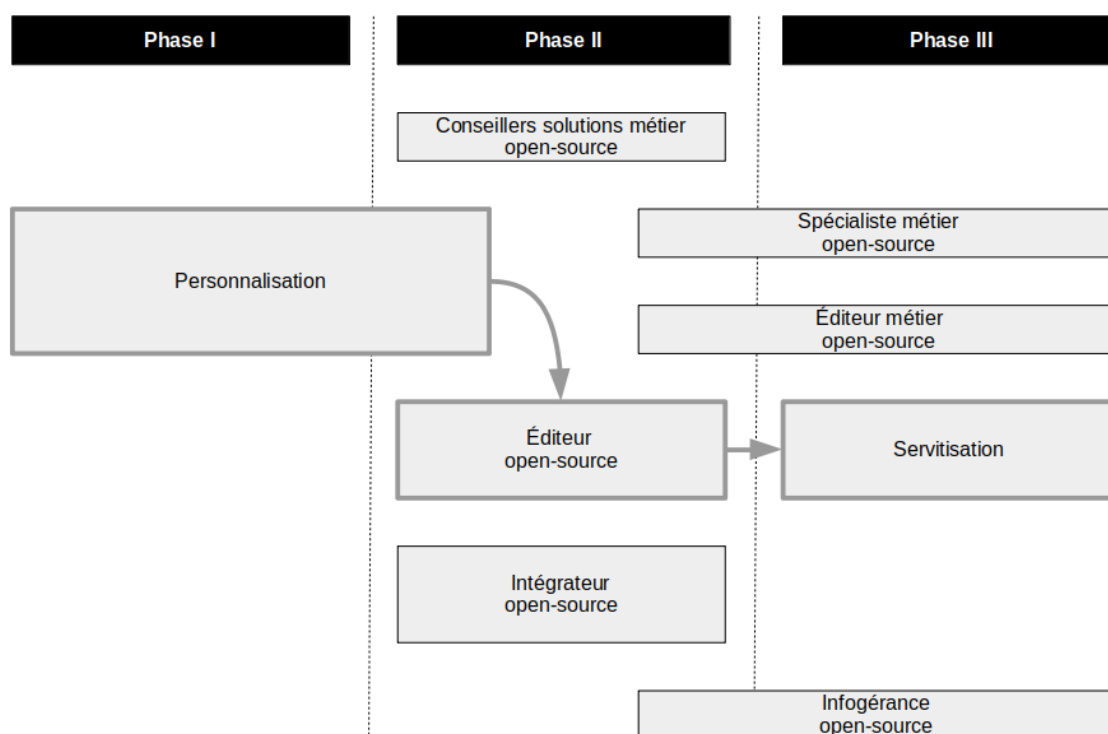 Phase I
Phase II
Phase III
Conseillers solutions métier
open-source
Spécialiste métier
open-source
Personnalisation
Éditeur métier
open-source
Éditeur
open-source
Servitisation
Intégrateur
open-source
Infogérance
open-source